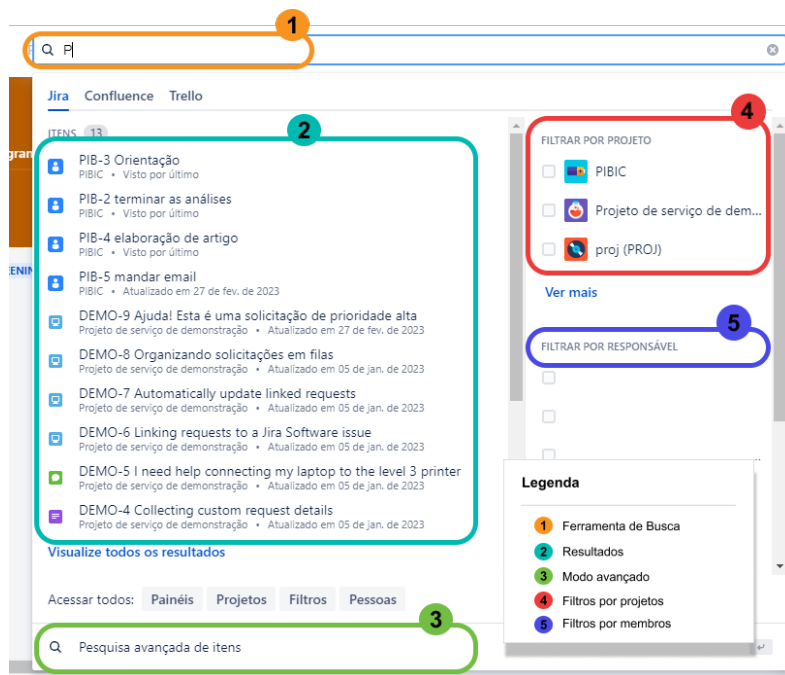 1
P
Jira Confluence Trello
ITENS 13
2
PIB-3 Orientação
PIBIC • Visto por último
PIB-2 terminar as análises
PIBIC • Visto por último
PIB-4 elaboração de artigo
PIBIC • Visto por último
PIB-5 mandar email
PIBIC • Atualizado em 27 de fev. de 2023
DEMO-9 Ajuda! Esta é uma solicitação de prioridade alta
Projeto de serviço de demonstração • Atualizado em 27 de fev. de 2023
DEMO-8 Organizando solicitações em filas
Projeto de serviço de demonstração • Atualizado em 05 de jan. de 2023
DEMO-7 Automatically update linked requests
Projeto de serviço de demonstração • Atualizado em 05 de jan. de 2023
DEMO-6 Linking requests to a Jira Software issue
Projeto de serviço de demonstração • Atualizado em 05 de jan. de 2023
DEMO-5 I need help connecting my laptop to the level 3 printer
Projeto de serviço de demonstração • Atualizado em 05 de jan. de 2023
DEMO-4 Collecting custom request details
Projeto de serviço de demonstração • Atualizado em 05 de jan. de 2023
Visualize todos os resultados
Acessar todos: Painéis Projetos Filtros Pessoas
3
Pesquisa avançada de itens
4
FILTRAR POR PROJETO
PIBIC
Projeto de serviço de dem...
proj (PROJ)
Ver mais
5
FILTRAR POR RESPONSÁVEL
Legenda
1 Ferramenta de Busca
2 Resultados
3 Modo avançado
4 Filtros por projetos
5 Filtros por membros